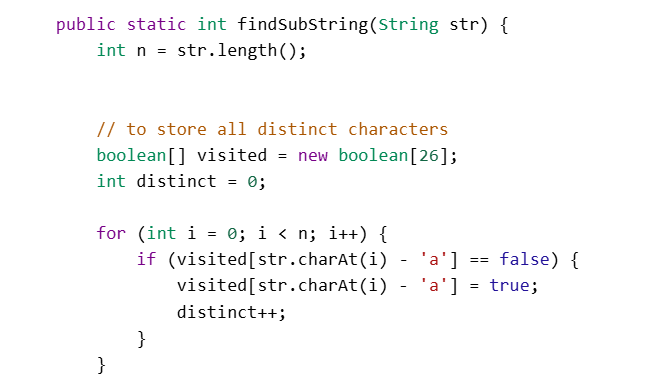 public static int findSubString(String str) {
int n = str.length();
// to store all distinct characters
boolean[] visited = new boolean[26];
int distinct = 0;
for (int i = 0; i < n; i++) {
if (visited[str.charAt(i) - 'a'] == false) {
visited[str.charAt(i) - 'a'] = true;
distinct++;
}
}